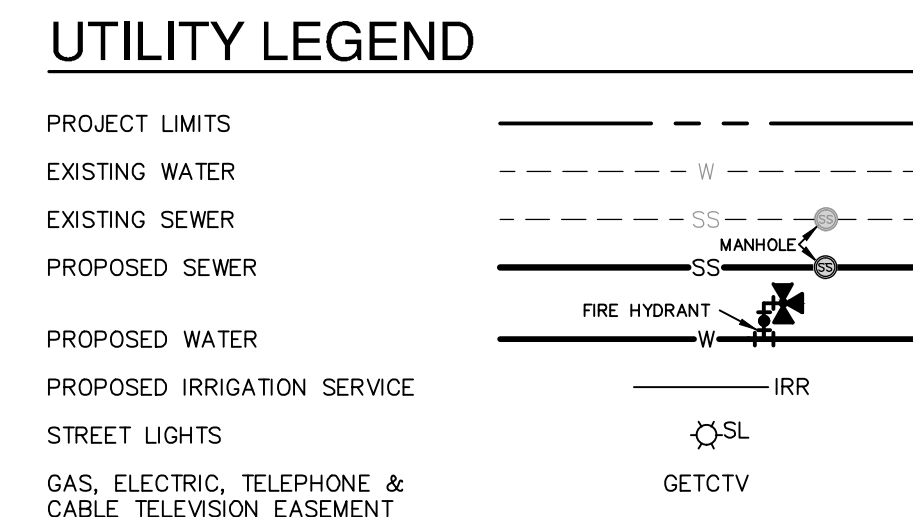 UTILITY LEGEND
PROJECT LIMITS
EXISTING WATER W
EXISTING SEWER SS SS
MANHOLE
PROPOSED SEWER SS SS
FIRE HYDRANT
PROPOSED WATER W
PROPOSED IRRIGATION SERVICE IRR
STREET LIGHTS SL
GAS, ELECTRIC, TELEPHONE & GETCTV
CABLE TELEVISION EASEMENT